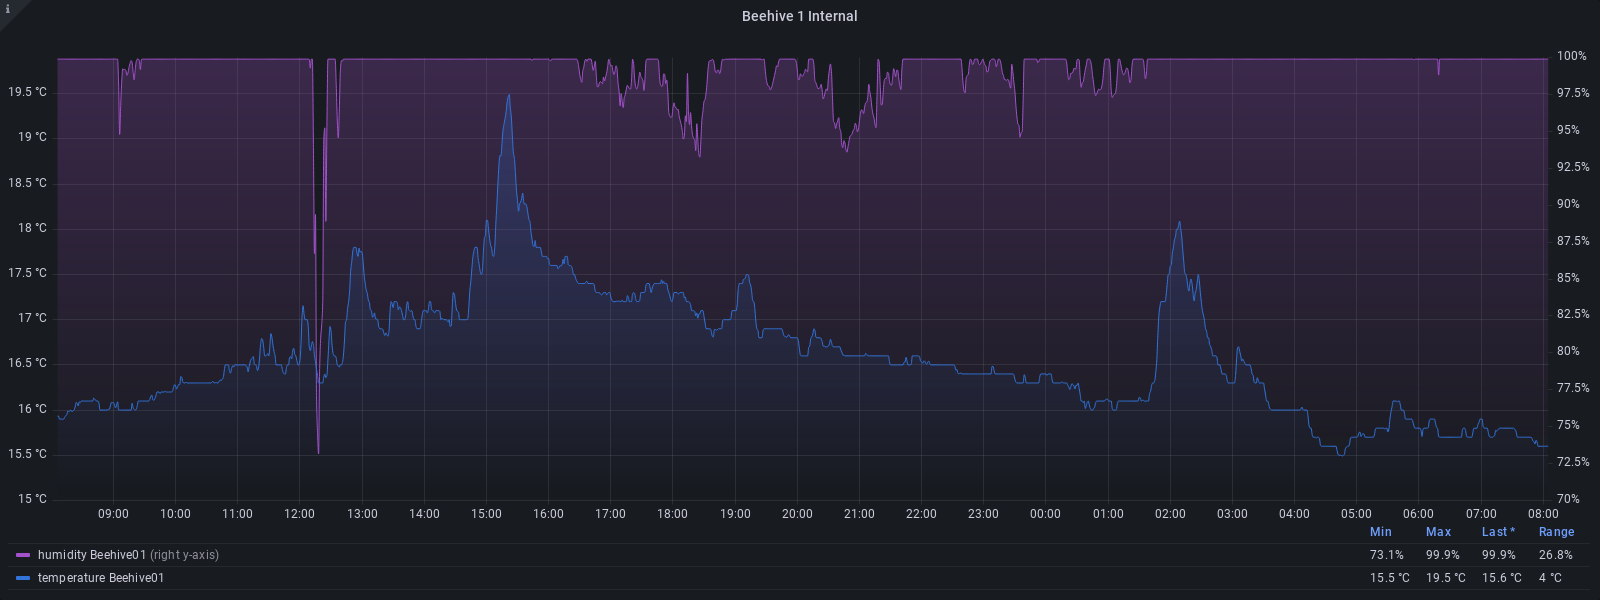 i
Beehive 1 Internal
19.5 °C
19 °C
18.5 °C
18 °C
17.5 °C
17 °C
16.5 °C
16 °C
15.5 °C
15 °C
100%
97.5%
95%
92.5%
90%
87.5%
85%
82.5%
80%
77.5%
75%
72.5%
70%
09:00 10:00 11:00 12:00 13:00 14:00 15:00 16:00 17:00 18:00 19:00 20:00 21:00 22:00 23:00 00:00 01:00 02:00 03:00 04:00 05:00 06:00 07:00 08:00
Min Max Last * Range
humidity Beehive01 (right y-axis) 73.1% 99.9% 99.9% 26.8%
temperature Beehive01 15.5 °C 19.5 °C 15.6 °C 4 °C